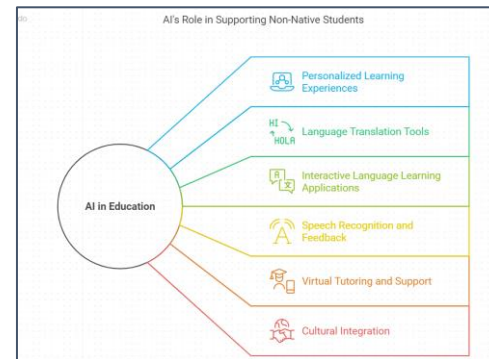 AI's Role in Supporting Non-Native Students
Personalized Learning
Experiences
HI
HOLA
Language Translation Tools
A
文
Interactive Language Learning
Applications
Speech Recognition and
Feedback
AI in Education
Virtual Tutoring and Support
Cultural Integration